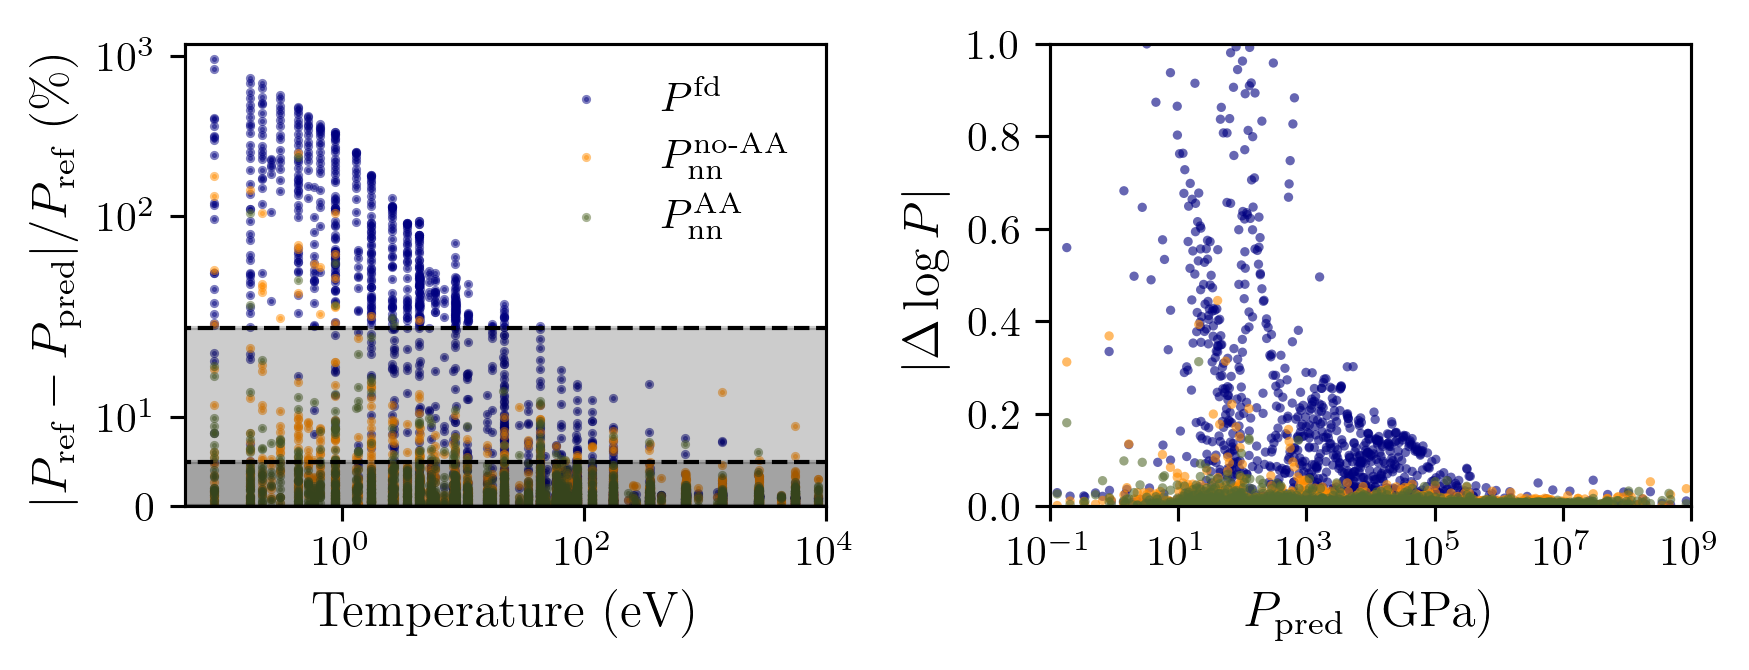 |P_ref − P_pred|/P_ref (%)
10^3
10^2
10^1
0
10^0
10^2
10^4
Temperature (eV)
P^fd
P_nn^no-AA
P_nn^AA
|Δ log P|
1.0
0.8
0.6
0.4
0.2
0.0
10^−1
10^1
10^3
10^5
10^7
10^9
P_pred (GPa)